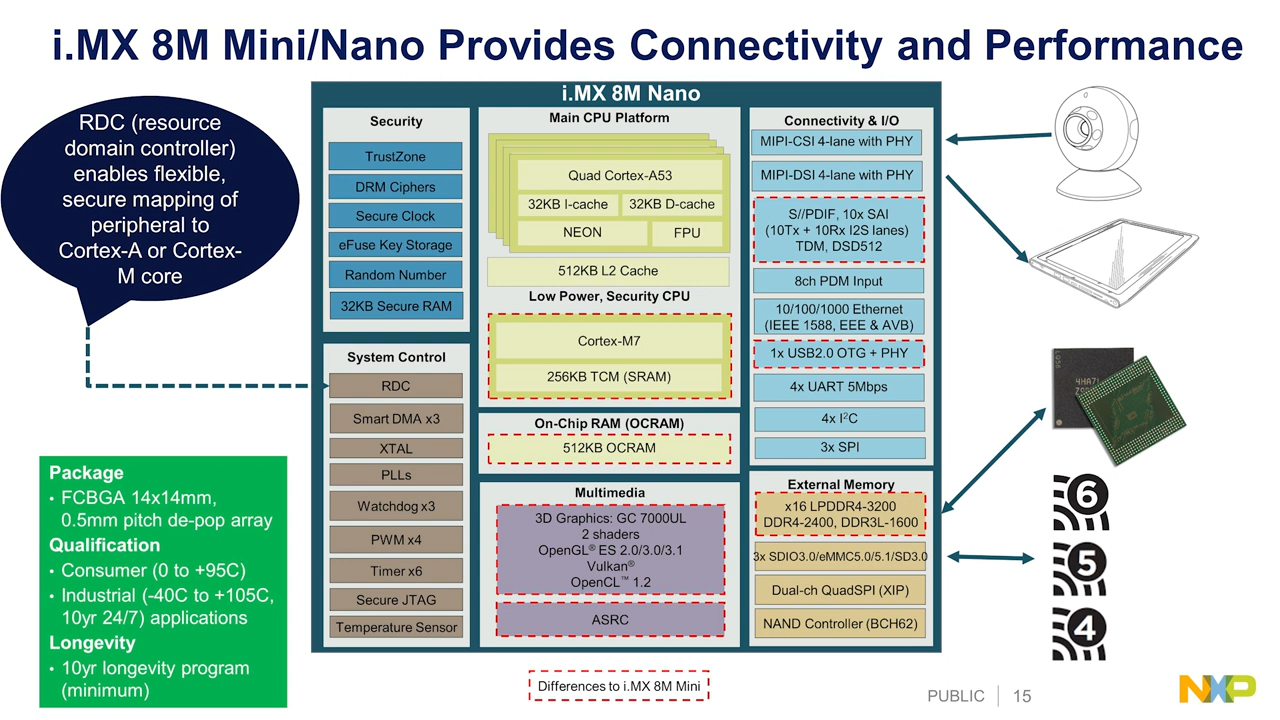 i.MX 8M Mini/Nano Provides Connectivity and Performance
RDC (resource
domain controller)
enables flexible,
secure mapping of
peripheral to
Cortex-A or Cortex-
M core
Package
• FCBGA 14x14mm,
0.5mm pitch de-pop array
Qualification
• Consumer (0 to +95C)
• Industrial (-40C to +105C,
10yr 24/7) applications
Longevity
• 10yr longevity program
(minimum)
i.MX 8M Nano
Security
TrustZone
DRM Ciphers
Secure Clock
eFuse Key Storage
Random Number
32KB Secure RAM
System Control
RDC
Smart DMA x3
XTAL
PLLs
Watchdog x3
PWM x4
Timer x6
Secure JTAG
Temperature Sensor
Main CPU Platform
Quad Cortex-A53
32KB I-cache
32KB D-cache
NEON
FPU
512KB L2 Cache
Low Power, Security CPU
Cortex-M7
256KB TCM (SRAM)
On-Chip RAM (OCRAM)
512KB OCRAM
Multimedia
3D Graphics: GC 7000UL
2 shaders
OpenGL® ES 2.0/3.0/3.1
Vulkan®
OpenCL™ 1.2
ASRC
Connectivity & I/O
MIPI-CSI 4-lane with PHY
MIPI-DSI 4-lane with PHY
S//PDIF, 10x SAI
(10Tx + 10Rx I2S lanes)
TDM, DSD512
8ch PDM Input
10/100/1000 Ethernet
(IEEE 1588, EEE & AVB)
1x USB2.0 OTG + PHY
4x UART 5Mbps
4x I²C
3x SPI
External Memory
x16 LPDDR4-3200
DDR4-2400, DDR3L-1600
3x SDIO3.0/eMMC5.0/5.1/SD3.0
Dual-ch QuadSPI (XIP)
NAND Controller (BCH62)
6
5
4
Differences to i.MX 8M Mini
PUBLIC
15
NXP